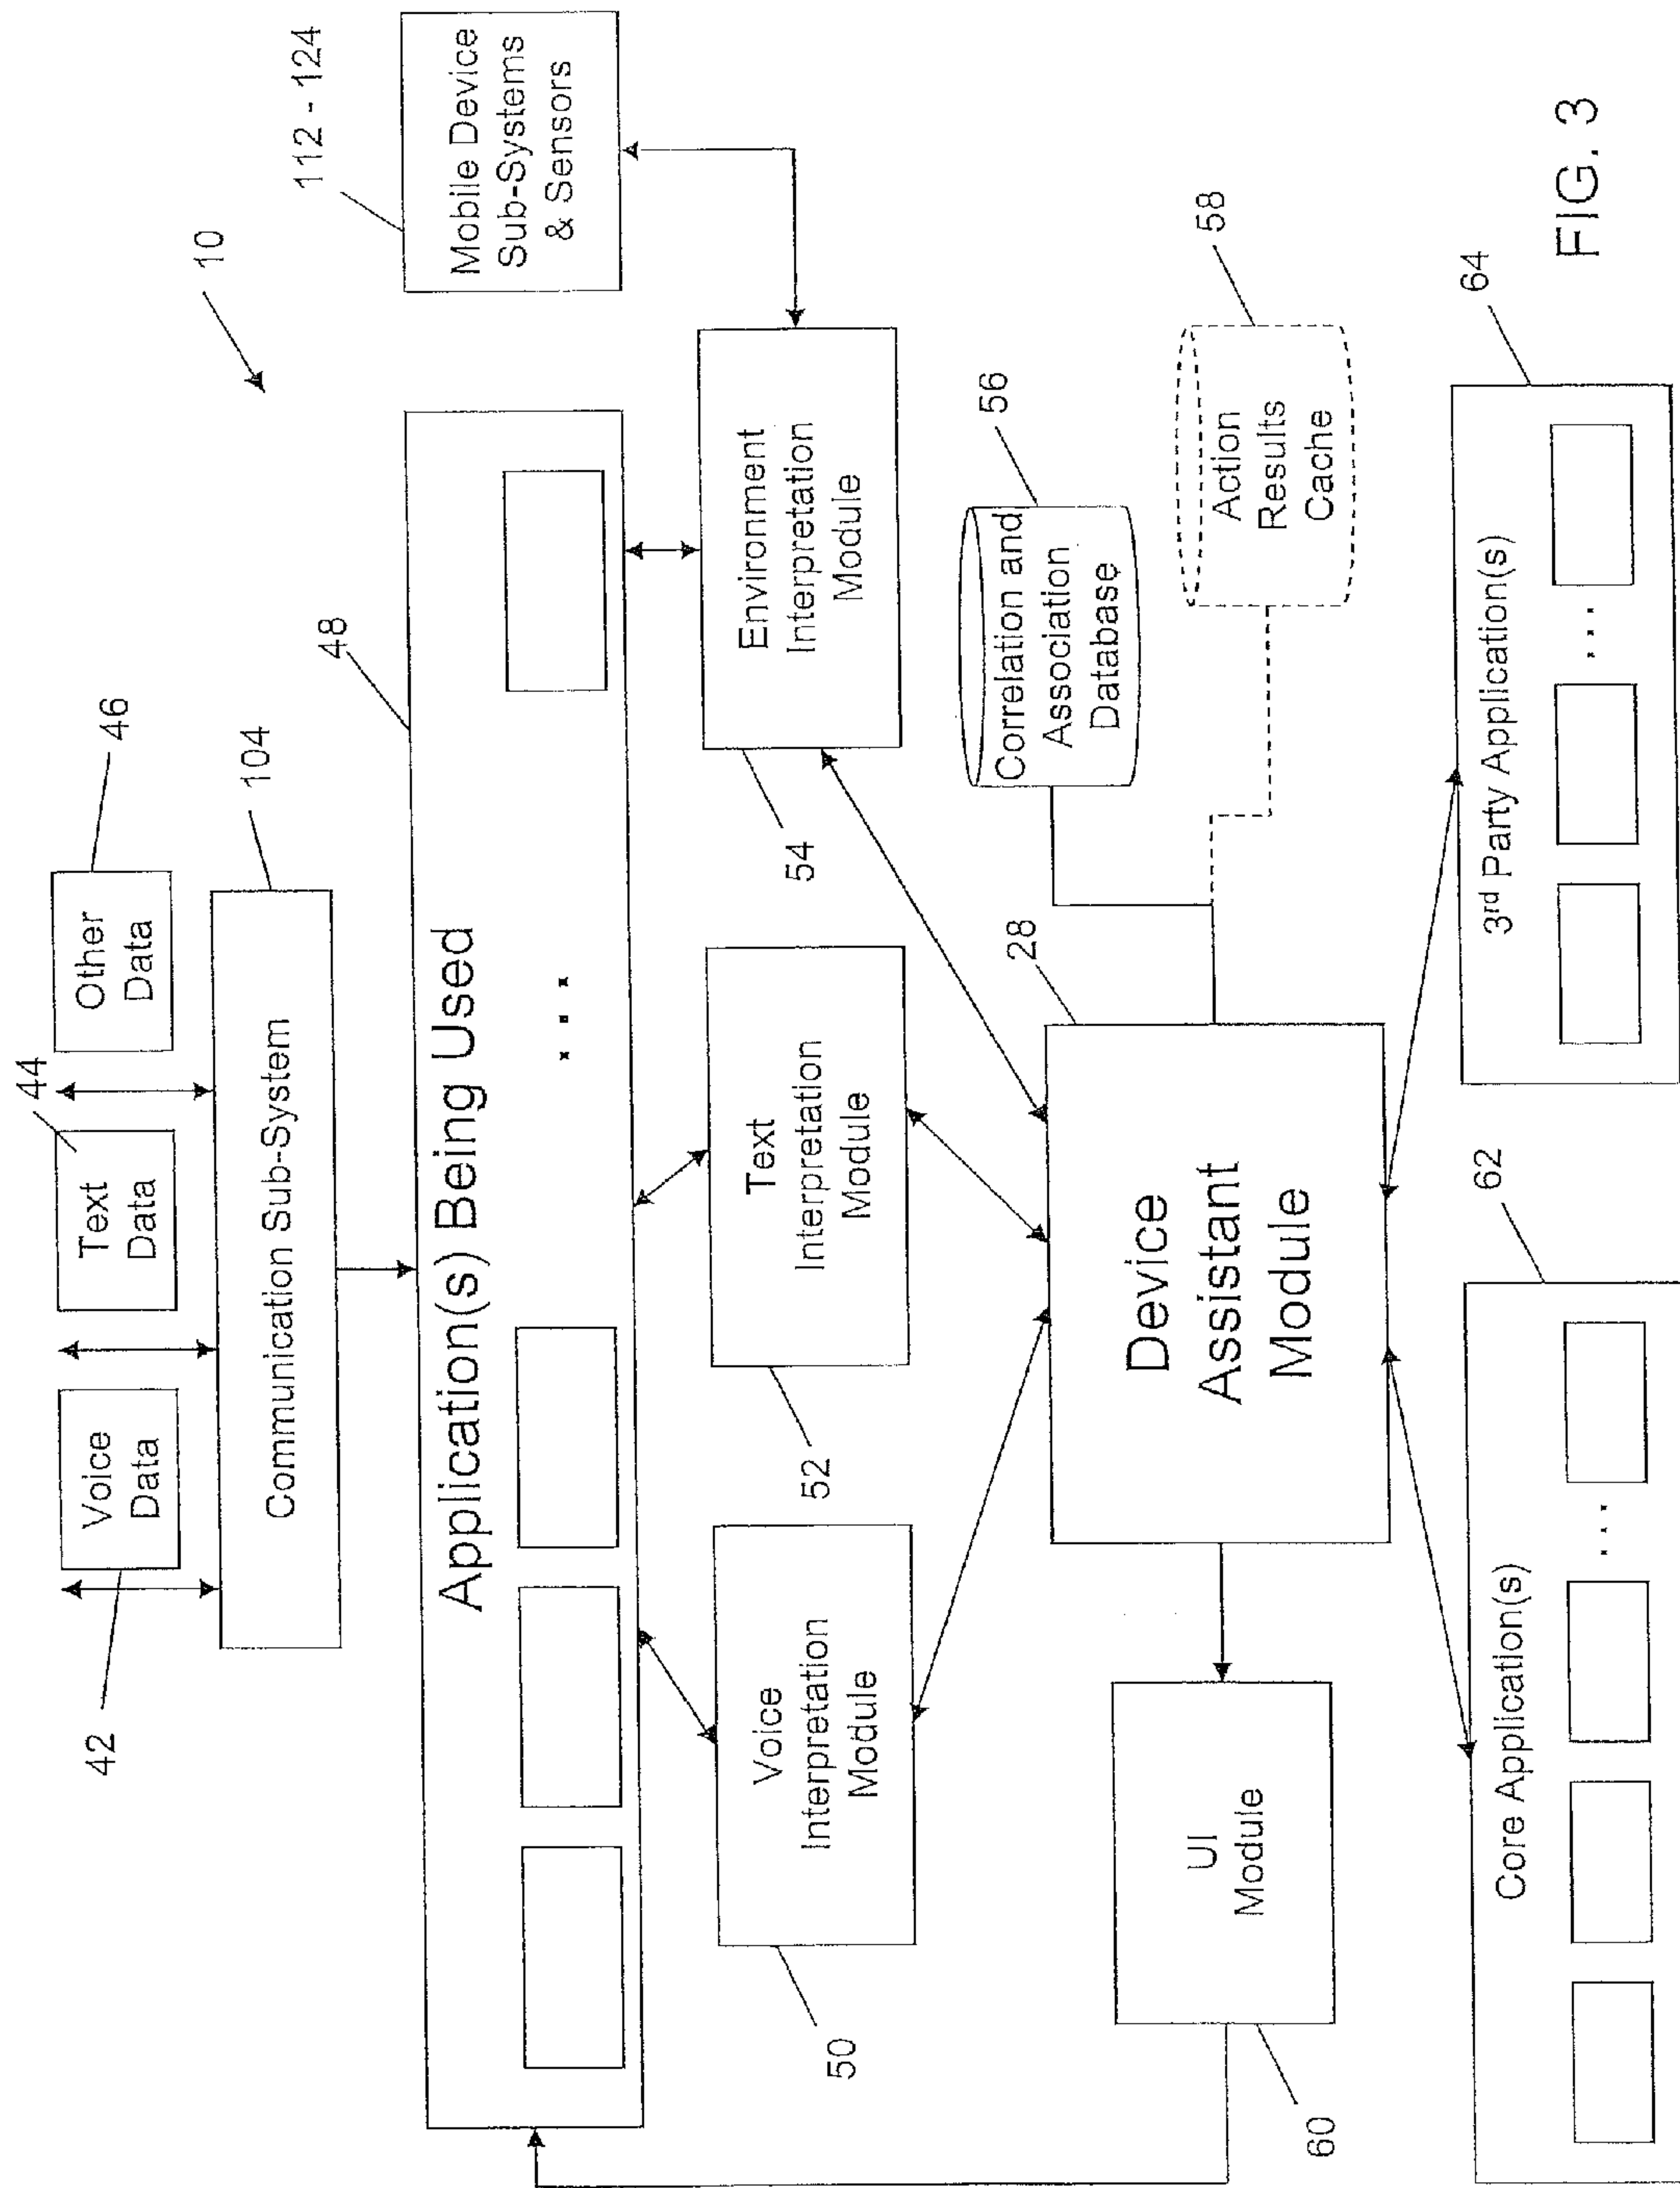 10
42
44
46
Voice
Data
Text
Data
Other
Data
104
Communication Sub-System
112 - 124
Mobile Device
Sub-Systems
& Sensors
48
Application(s) Being Used
...
50
Voice
Interpretation
Module
52
Text
Interpretation
Module
54
Environment
Interpretation
Module
56
Correlation and
Association
Database
58
Action
Results
Cache
28
Device
Assistant
Module
60
UI
Module
62
Core Application(s)
...
64
3rd Party Application(s)
...
FIG. 3